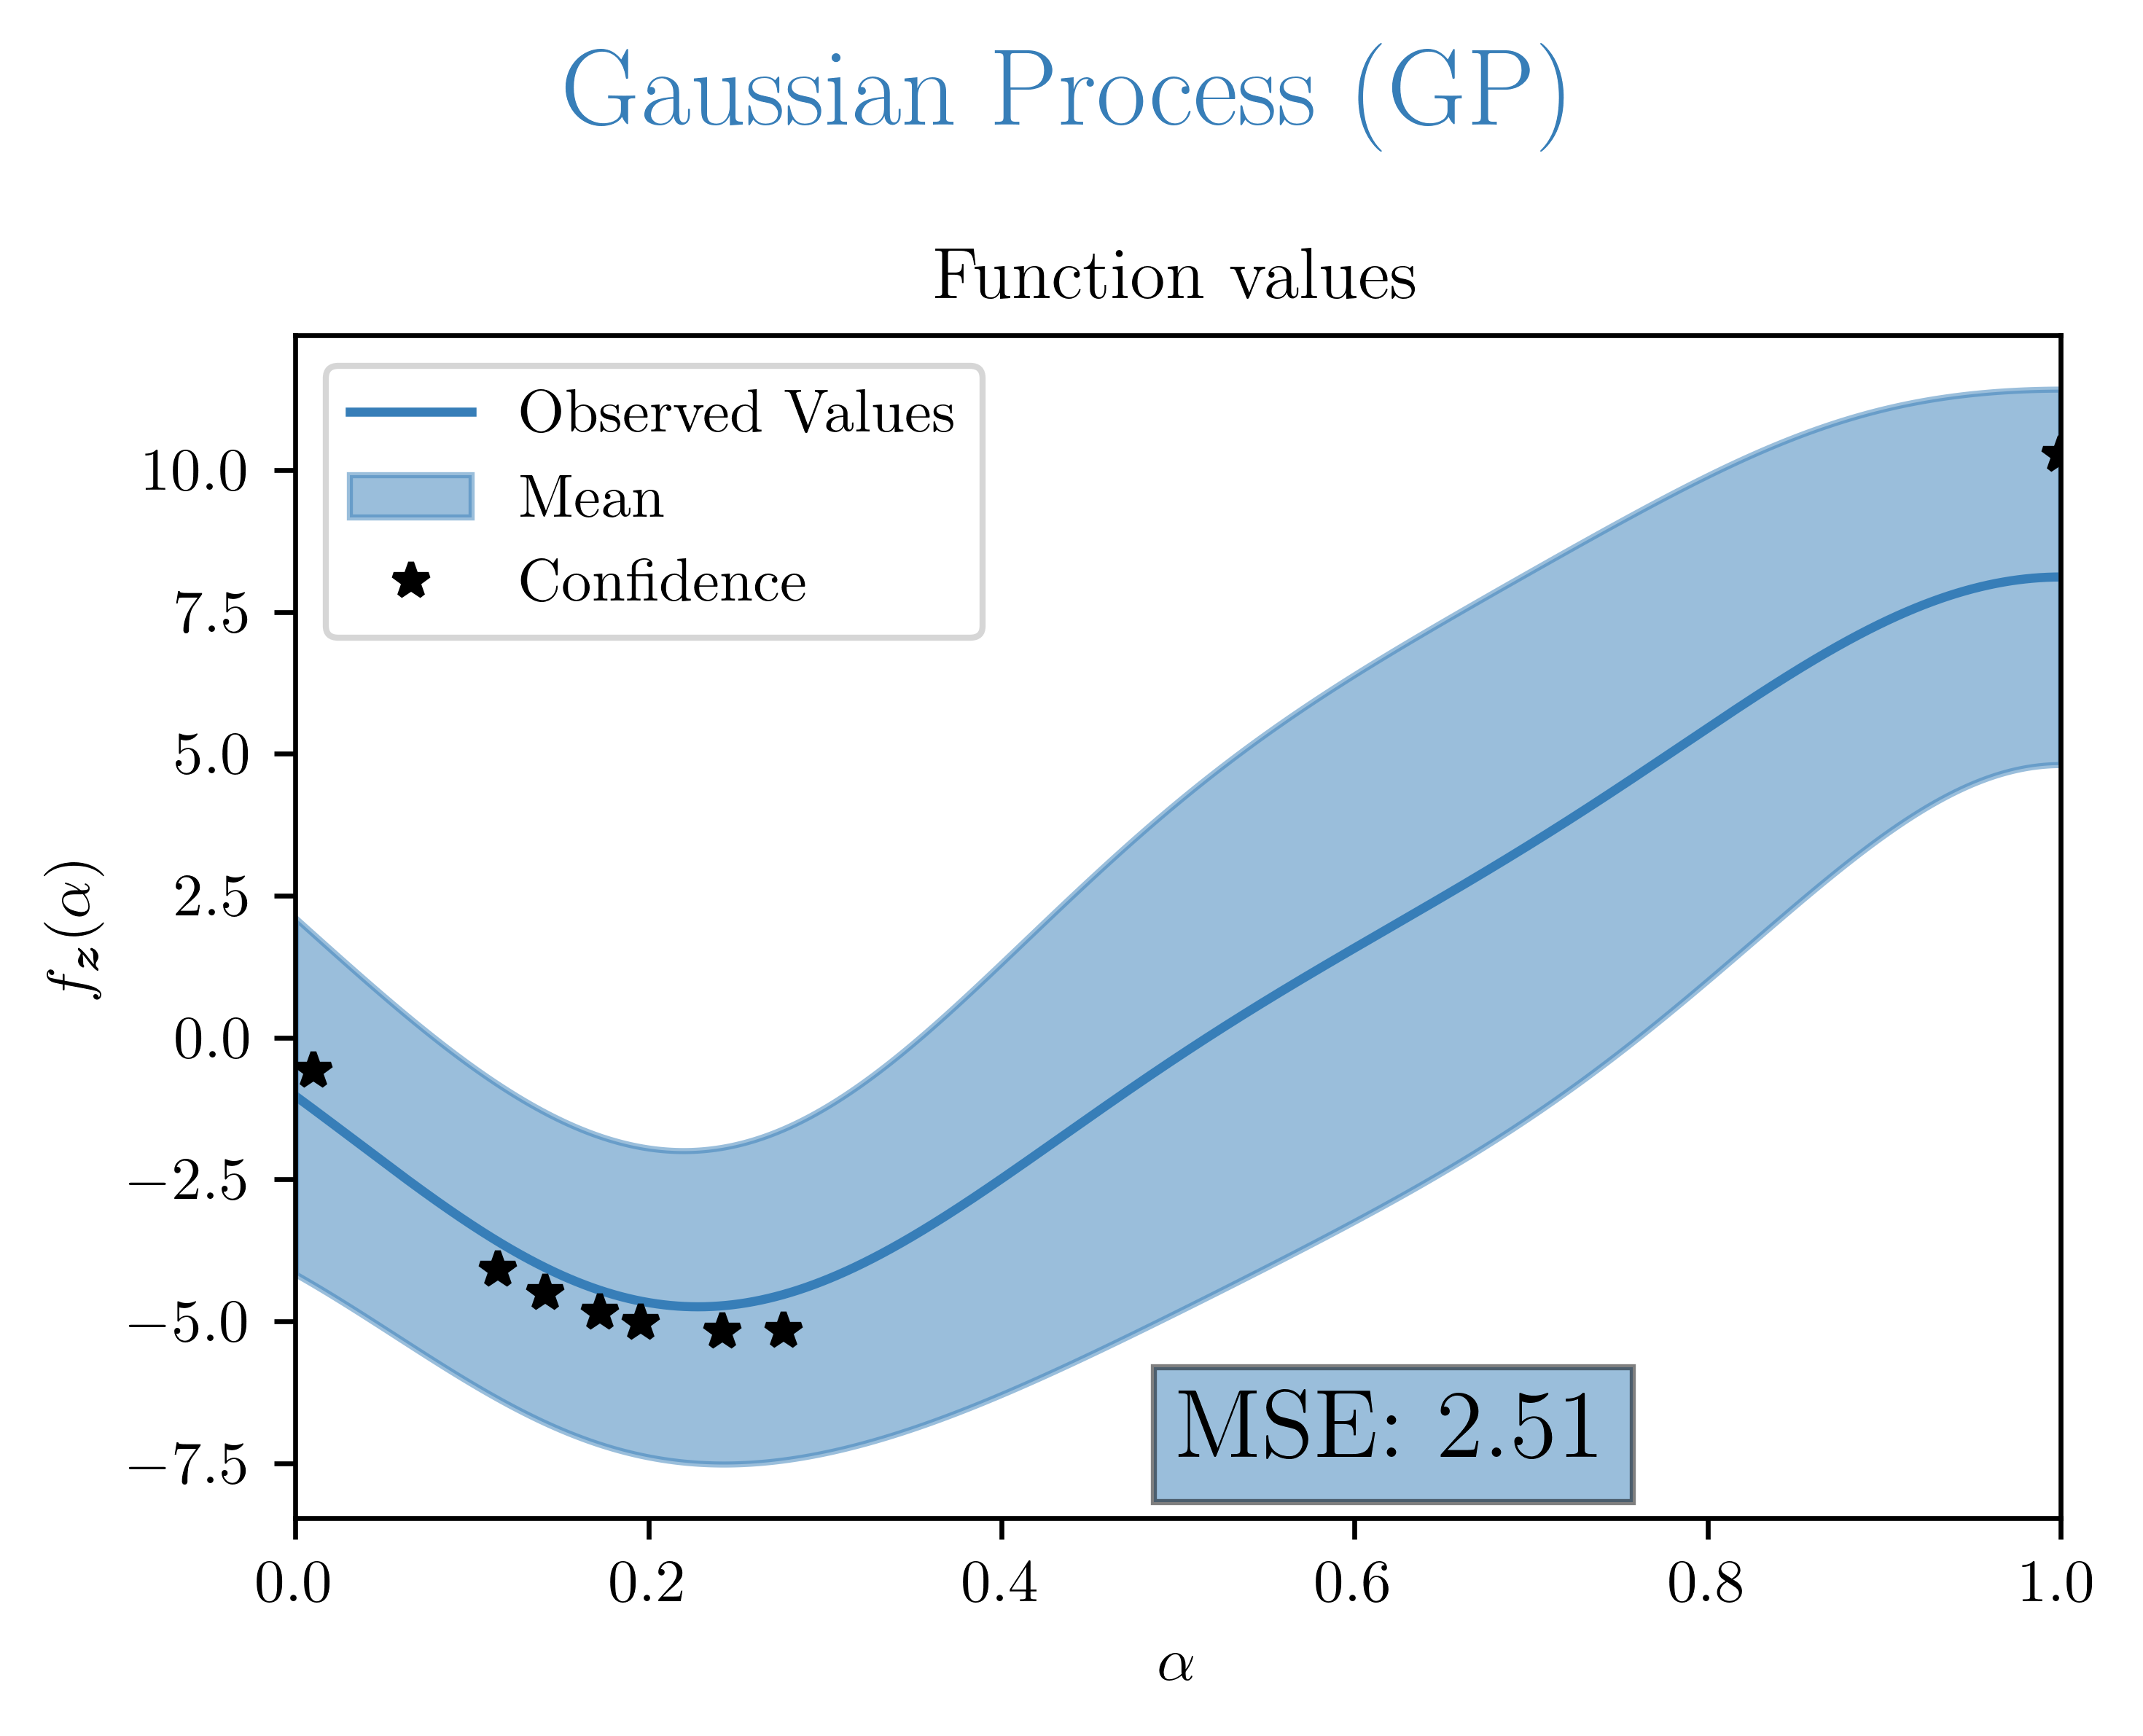 Gaussian Process (GP)
Function values
Observed Values
Mean
Confidence
10.0
7.5
5.0
2.5
0.0
−2.5
−5.0
−7.5
f_z(α)
MSE: 2.51
0.0 0.2 0.4 0.6 0.8 1.0
α